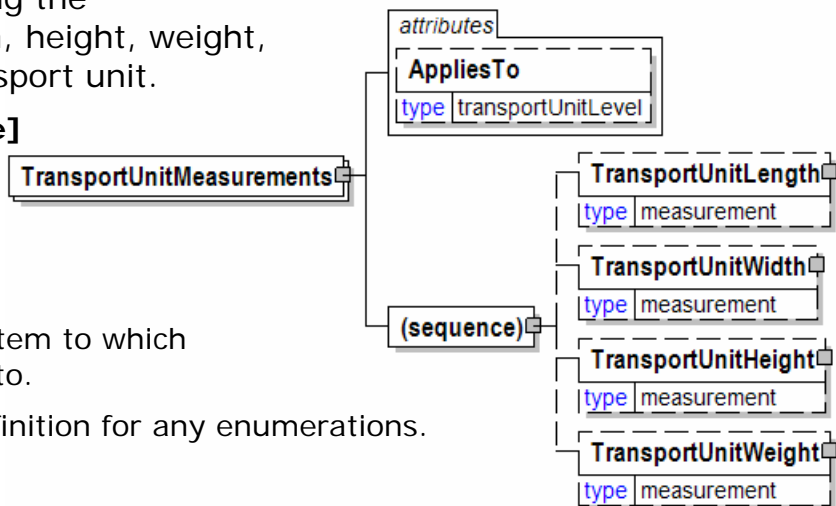 ng the
, height, weight,
sport unit.
e]
tem to which
to.
finition for any enumerations.
attributes
AppliesTo
type transportUnitLevel
TransportUnitMeasurements
(sequence)
TransportUnitLength
type measurement
TransportUnitWidth
type measurement
TransportUnitHeight
type measurement
TransportUnitWeight
type measurement